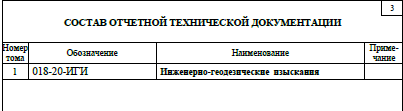 3
СОСТАВ ОТЧЕТНОЙ ТЕХНИЧЕСКОЙ ДОКУМЕНТАЦИИ
Номер тома Обозначение Наименование Приме-
чание
1 018-20-ИГИ Инженерно-геодезические изыскания